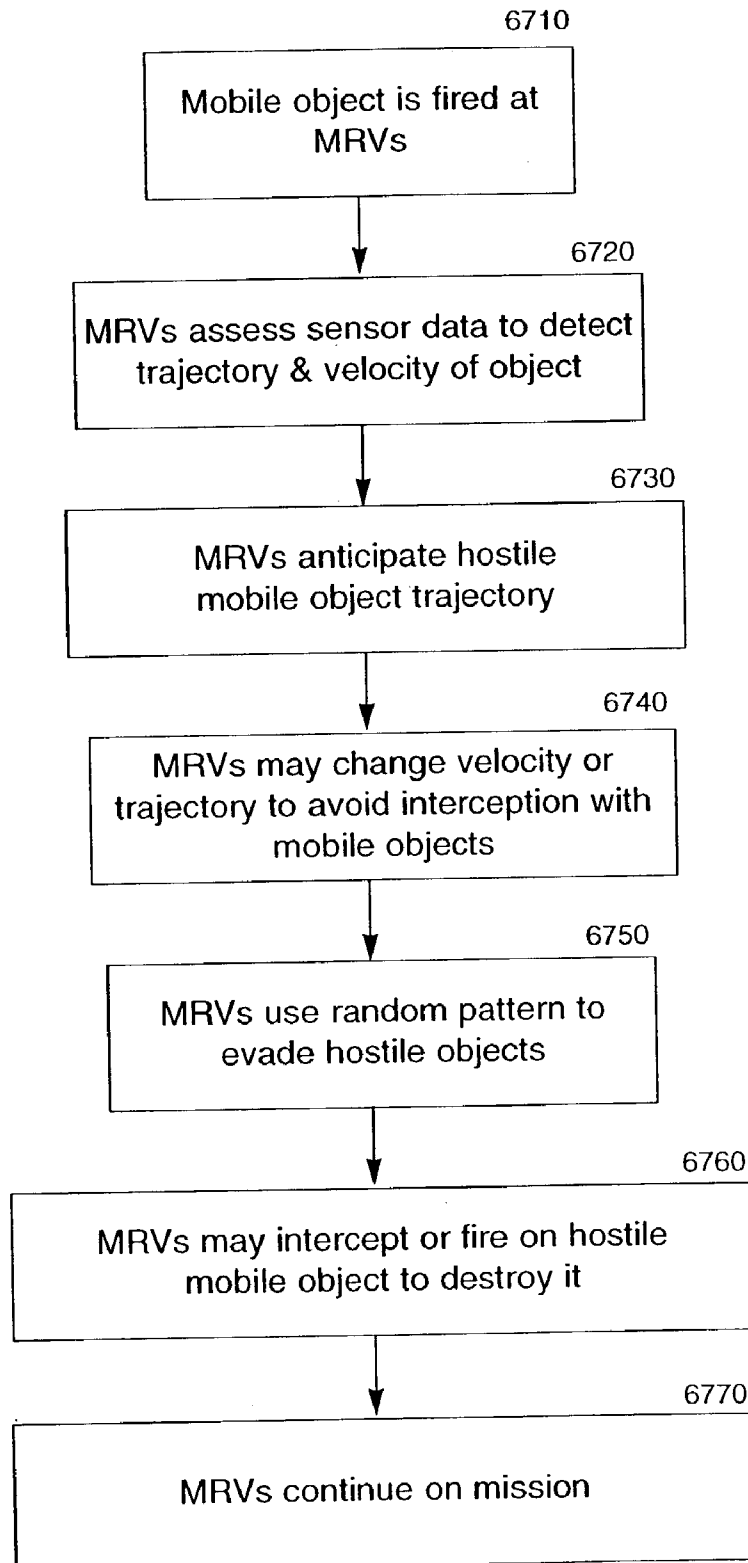 6710
Mobile object is fired at
MRVs
6720
MRVs assess sensor data to detect
trajectory & velocity of object
6730
MRVs anticipate hostile
mobile object trajectory
6740
MRVs may change velocity or
trajectory to avoid interception with
mobile objects
6750
MRVs use random pattern to
evade hostile objects
6760
MRVs may intercept or fire on hostile
mobile object to destroy it
6770
MRVs continue on mission